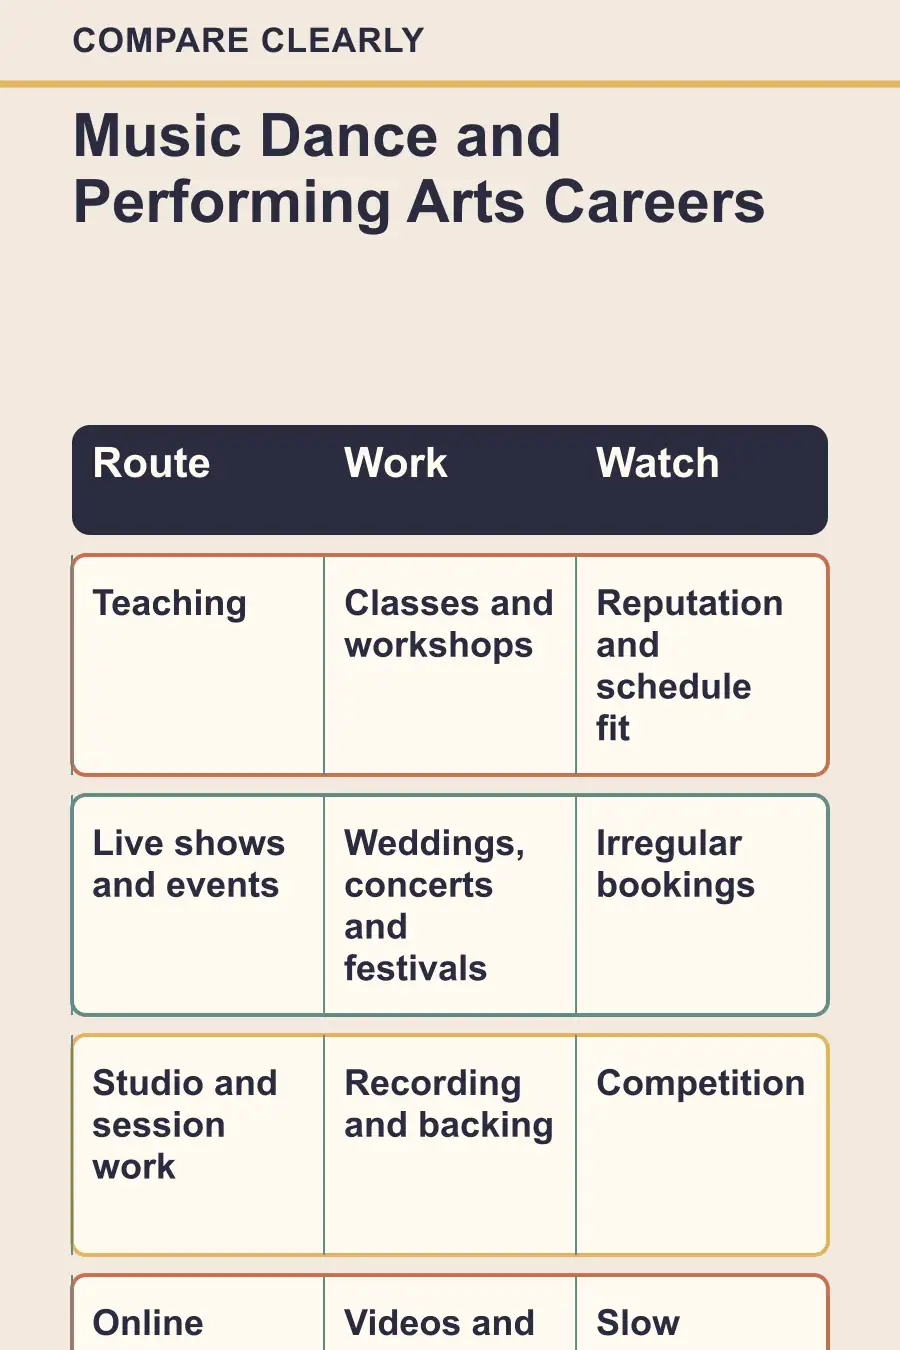 COMPARE CLEARLY
Music Dance and
Performing Arts Careers
Route Work Watch
Teaching
Classes and
workshops
Reputation
and
schedule
fit
Live shows
and events
Weddings,
concerts
and
festivals
Irregular
bookings
Studio and
session
work
Recording
and backing
Competition
Online
Videos and
Slow